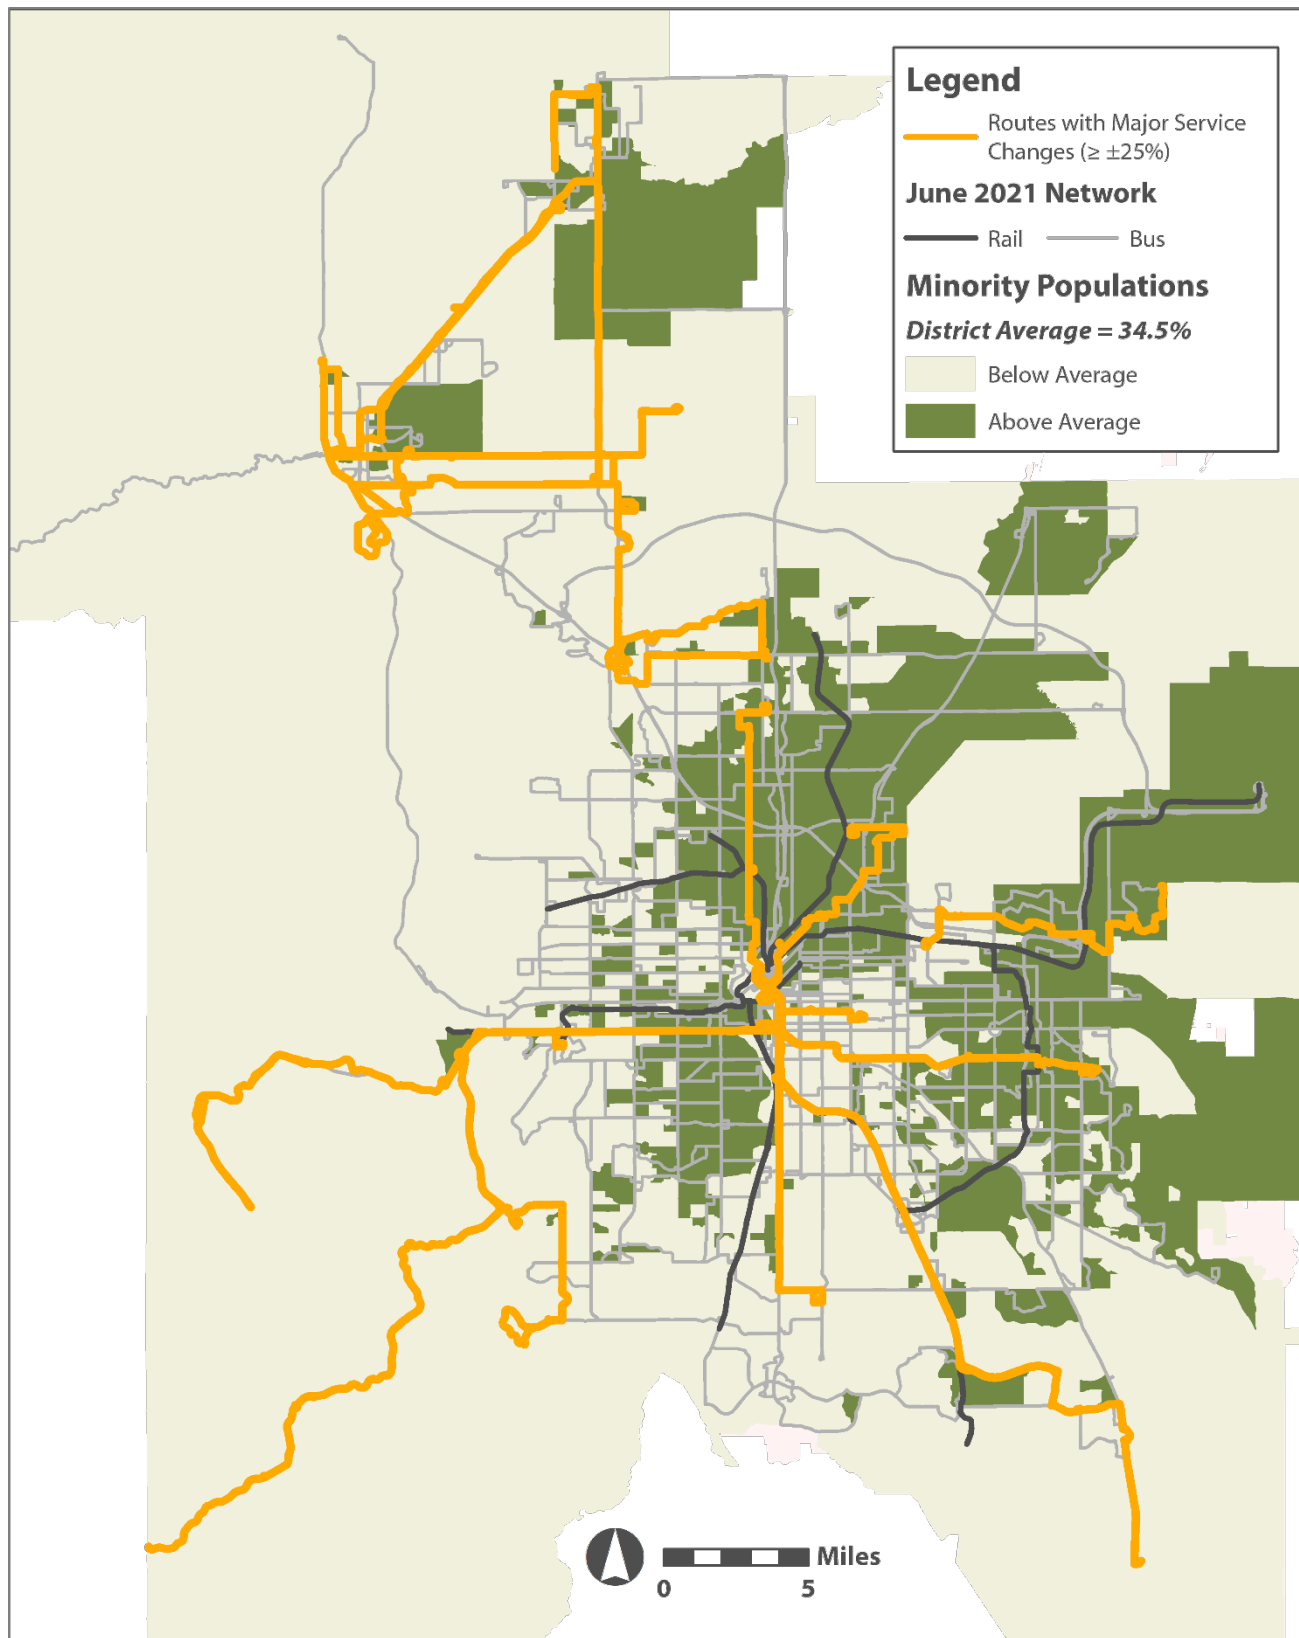 Legend
Routes with Major Service
Changes (≥ ±25%)
June 2021 Network
Rail
Bus
Minority Populations
District Average = 34.5%
Below Average
Above Average
Miles
0
5